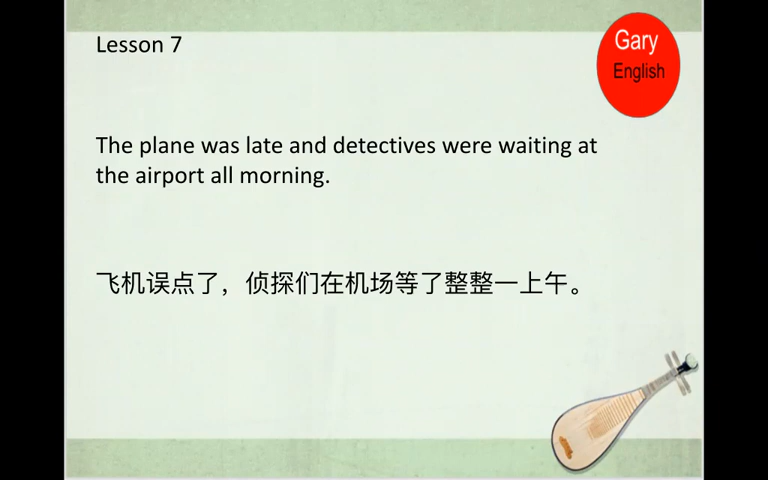 Lesson 7
Gary
English
The plane was late and detectives were waiting at
the airport all morning.
飞机误点了，侦探们在机场等了整整一上午。